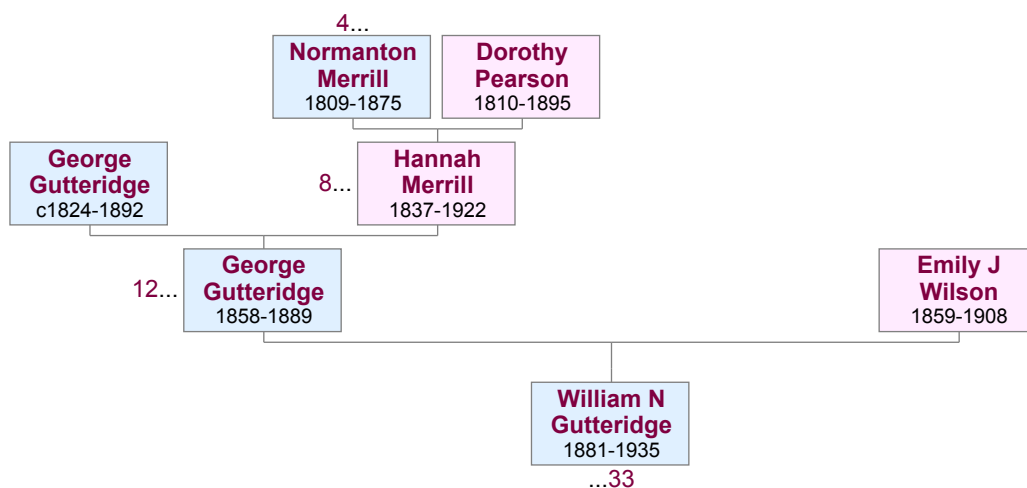 4...
Normanton
Merrill
1809-1875
Dorothy
Pearson
1810-1895
George
Gutteridge
c1824-1892
8...
Hannah
Merrill
1837-1922
12...
George
Gutteridge
1858-1889
Emily J
Wilson
1859-1908
William N
Gutteridge
1881-1935
...33